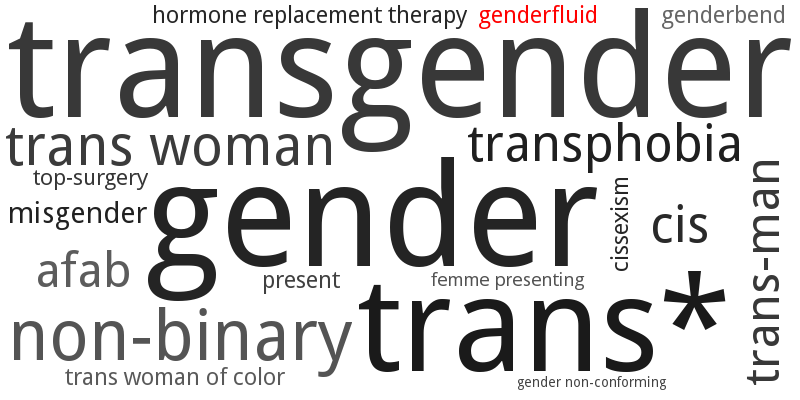 hormone replacement therapy genderfluid genderbend
transgender
trans woman transphobia
top-surgery
misgender gender cissexism cis trans-man
afab present femme presenting
non-binary trans*
trans woman of color gender non-conforming